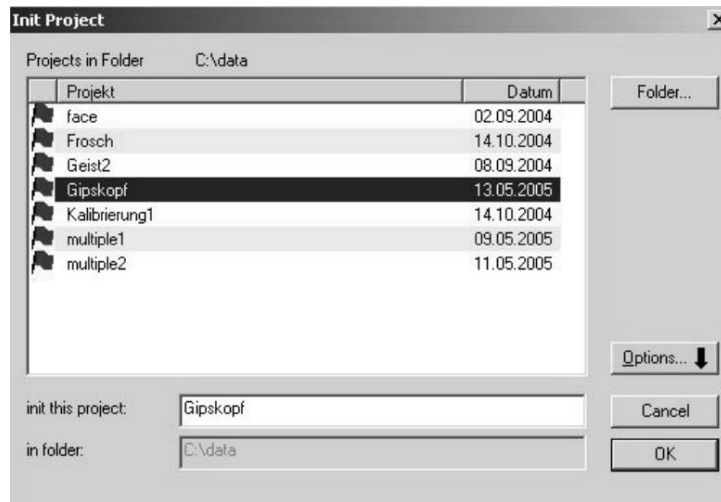 Init Project
Projects in Folder C:\data
Projekt Datum
Folder...
face 02.09.2004
Frosch 14.10.2004
Geist2 08.09.2004
Gipskopf 13.05.2005
Kalibrierung1 14.10.2004
multiple1 09.05.2005
multiple2 11.05.2005
Options...
init this project: Gipskopf
Cancel
in folder: C:\data
OK